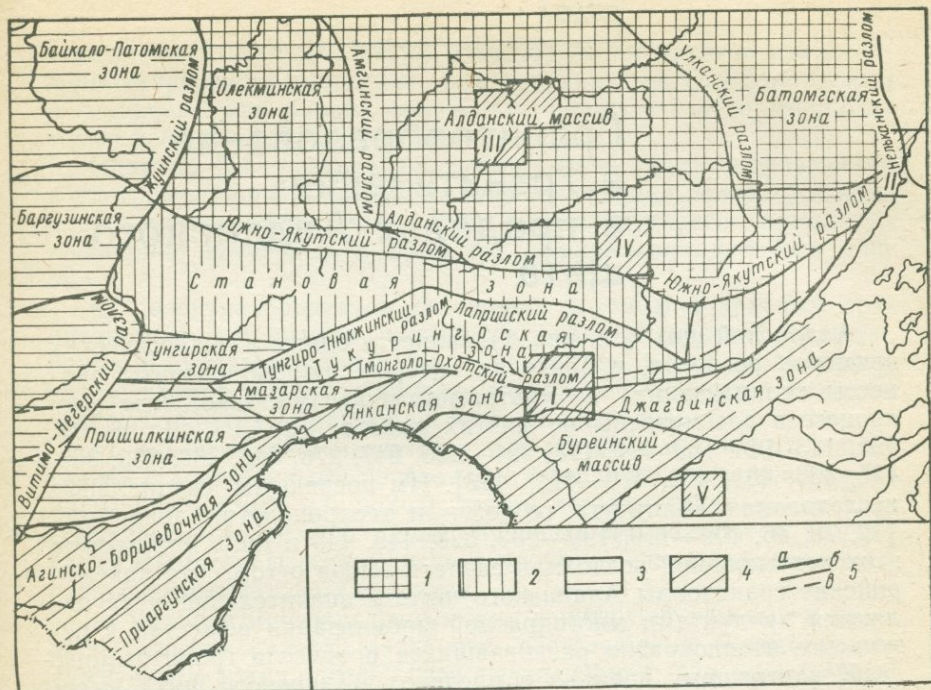 Байкало-Патомская
зона
Жуинский разлом
Олекминская
зона
Амгинский разлом
Алданский массив
III
Улканский разлом
Батомгская
зона
Нельканский разлом
II
Баргузинская
зона
Южно-Якутский разлом
Алданский разлом
IV
Южно-Якутский разлом
Становая зона
Витимо-Негерский разлом
Тунгирская
зона
Тунгиро-Нюкжинский разлом
Лаприйский разлом
Тукурингрская
зона
Монголо-Охотский разлом
Амазарская
зона
Янканская зона
I
Джагдинская зона
Пришилкинская
зона
Буреинский
массив
V
Агинско-Борщевочная зона
Приаргунская зона
1 2 3 4 а б в 5